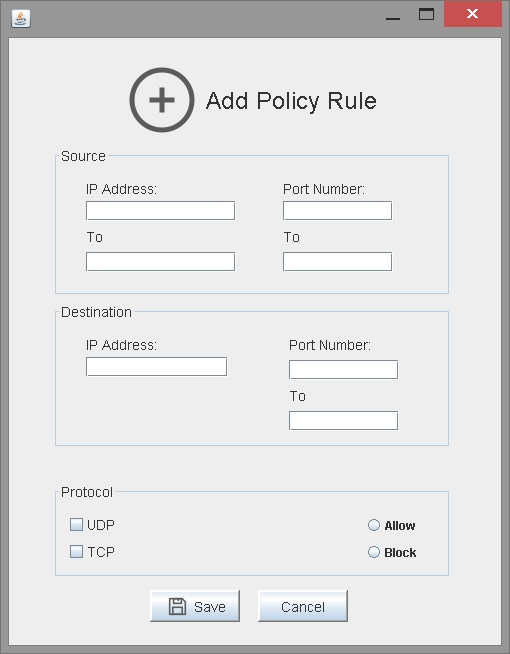 Add Policy Rule
Source
IP Address: Port Number:
To To
Destination
IP Address: Port Number:
To
Protocol
UDP Allow
TCP Block
Save Cancel